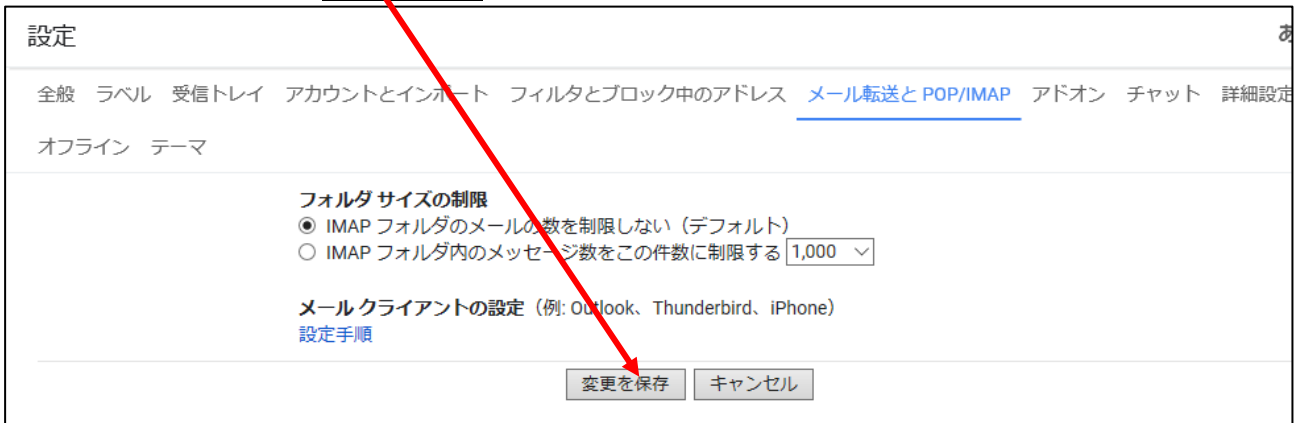 設定
あ
全般 ラベル 受信トレイ アカウントとインポート フィルタとブロック中のアドレス メール転送と POP/IMAP アドオン チャット 詳細設定
オフライン テーマ
フォルダ サイズの制限
IMAP フォルダのメールの数を制限しない（デフォルト）
IMAP フォルダ内のメッセージ数をこの件数に制限する 1,000
メール クライアントの設定（例: Outlook、Thunderbird、iPhone）
設定手順
変更を保存 キャンセル